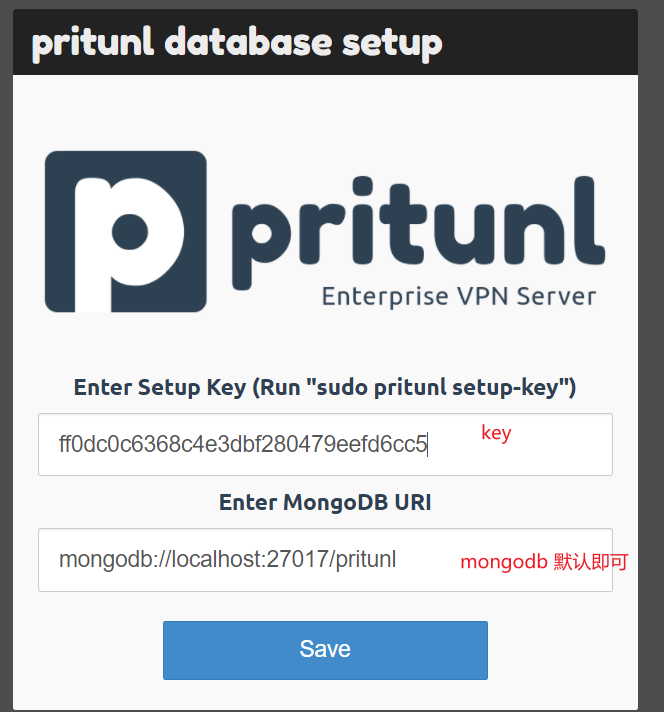 pritunl database setup
p pritunl
Enterprise VPN Server
Enter Setup Key (Run "sudo pritunl setup-key")
ff0dc0c6368c4e3dbf280479eefd6cc5 key
Enter MongoDB URI
mongodb://localhost:27017/pritunl mongodb 默认即可
Save